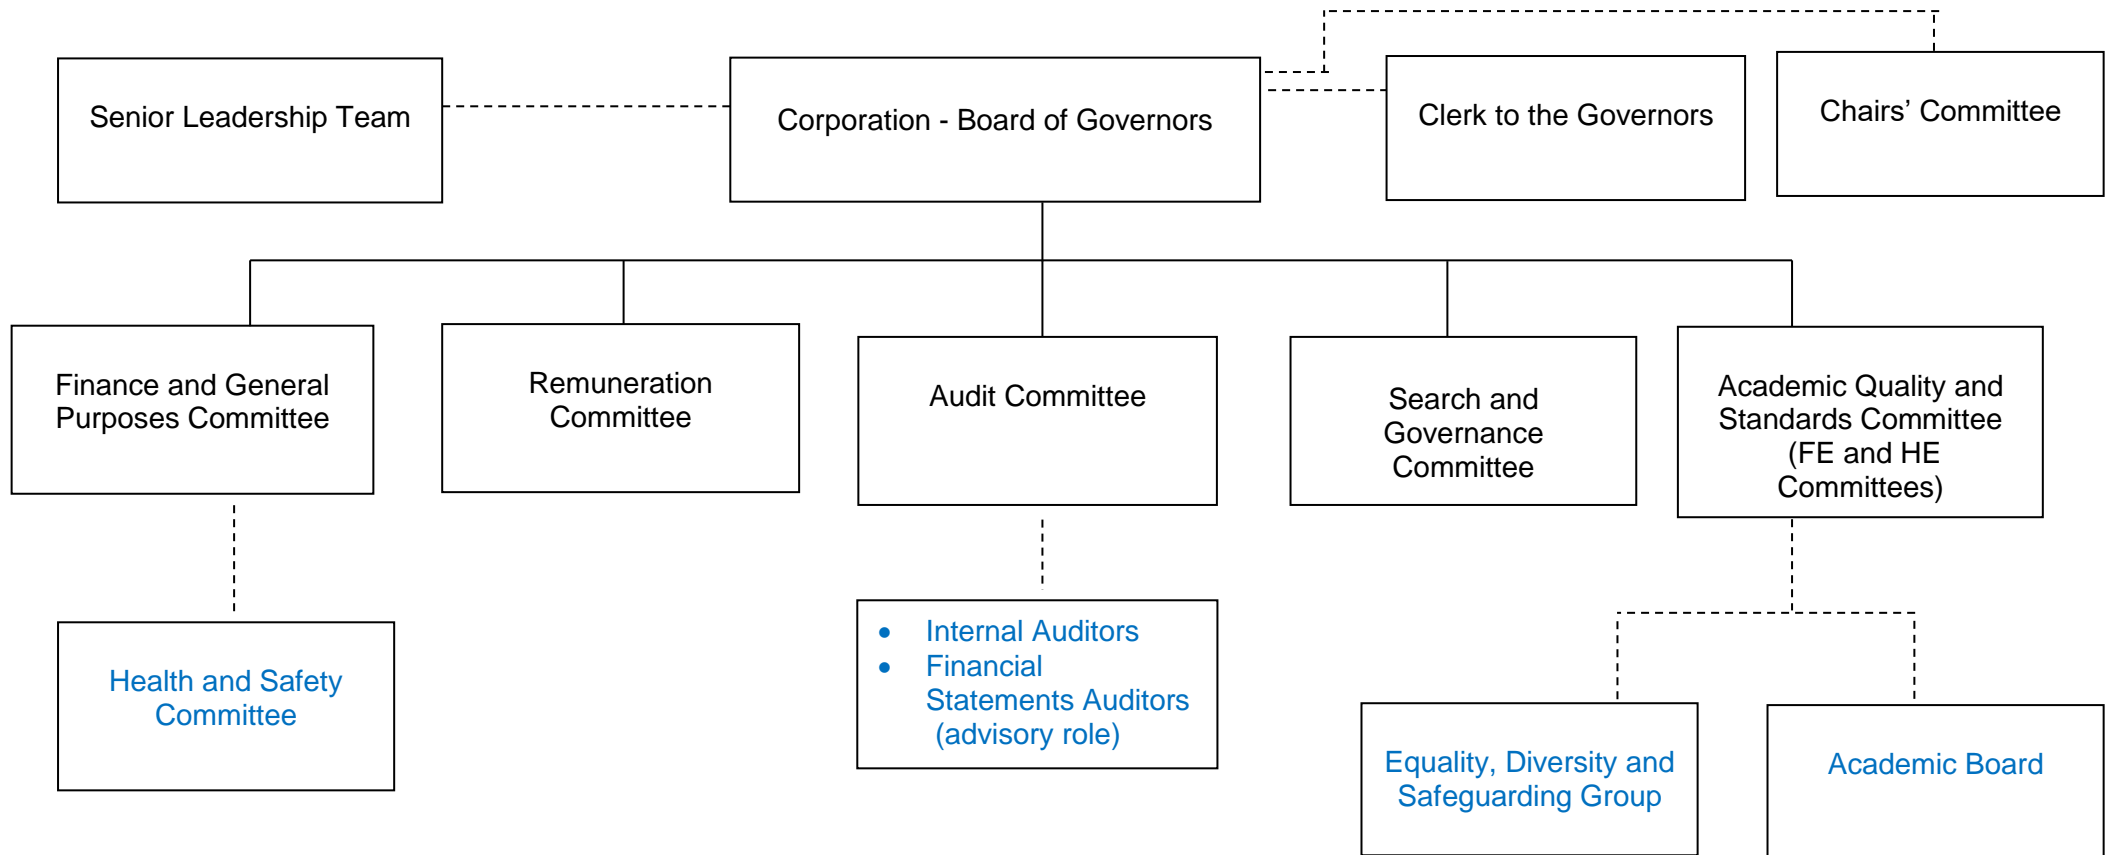 Senior Leadership Team
Corporation - Board of Governors
Clerk to the Governors
Chairs’ Committee
Finance and General
Purposes Committee
Remuneration
Committee
Audit Committee
Search and
Governance
Committee
Academic Quality and
Standards Committee
(FE and HE
Committees)
Health and Safety
Committee
• Internal Auditors
• Financial
Statements Auditors
(advisory role)
Equality, Diversity and
Safeguarding Group
Academic Board